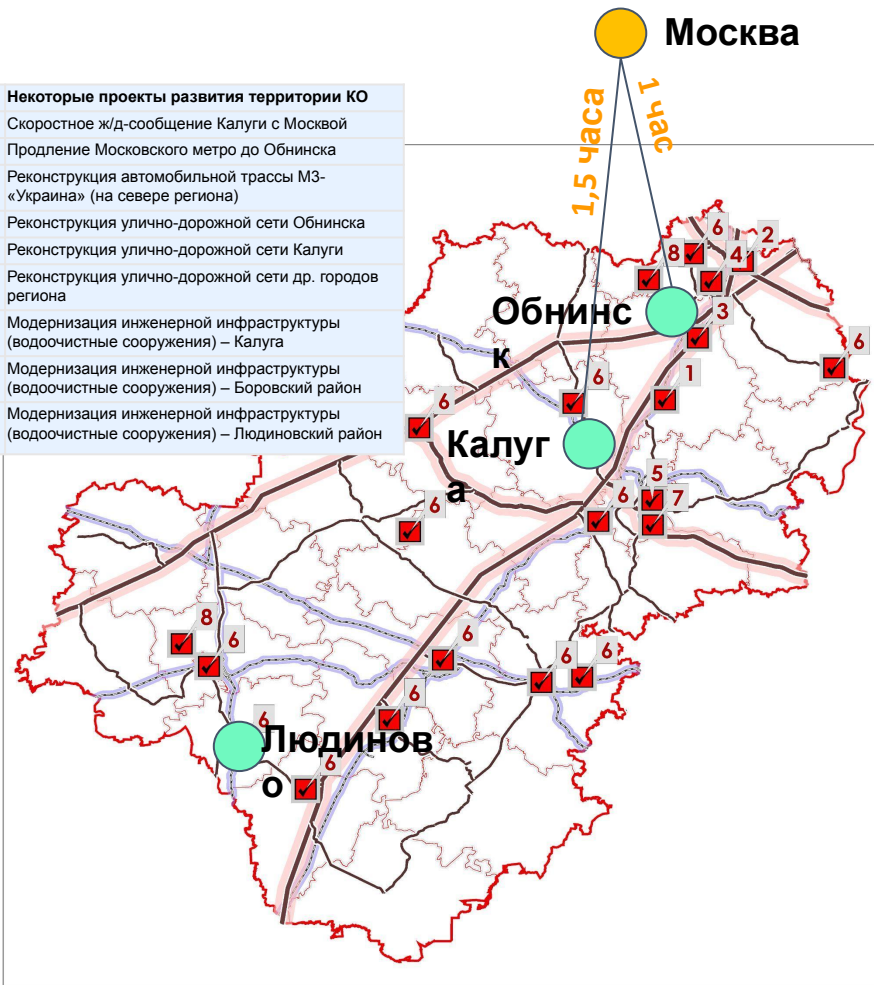 Москва
1,5 часа
1 час
Некоторые проекты развития территории КО
Скоростное ж/д-сообщение Калуги с Москвой
Продление Московского метро до Обнинска
Реконструкция автомобильной трассы М3-
«Украина» (на севере региона)
Реконструкция улично-дорожной сети Обнинска
Реконструкция улично-дорожной сети Калуги
Реконструкция улично-дорожной сети др. городов
региона
Модернизация инженерной инфраструктуры
(водоочистные сооружения) – Калуга
Модернизация инженерной инфраструктуры
(водоочистные сооружения) – Боровский район
Модернизация инженерной инфраструктуры
(водоочистные сооружения) – Людиновский район
6
2
8
4
Обнинс
к
3
6
6
1
6
Калуг
а
5
6
7
6
8
6
6
6
6
6
6
Людинов
о
6